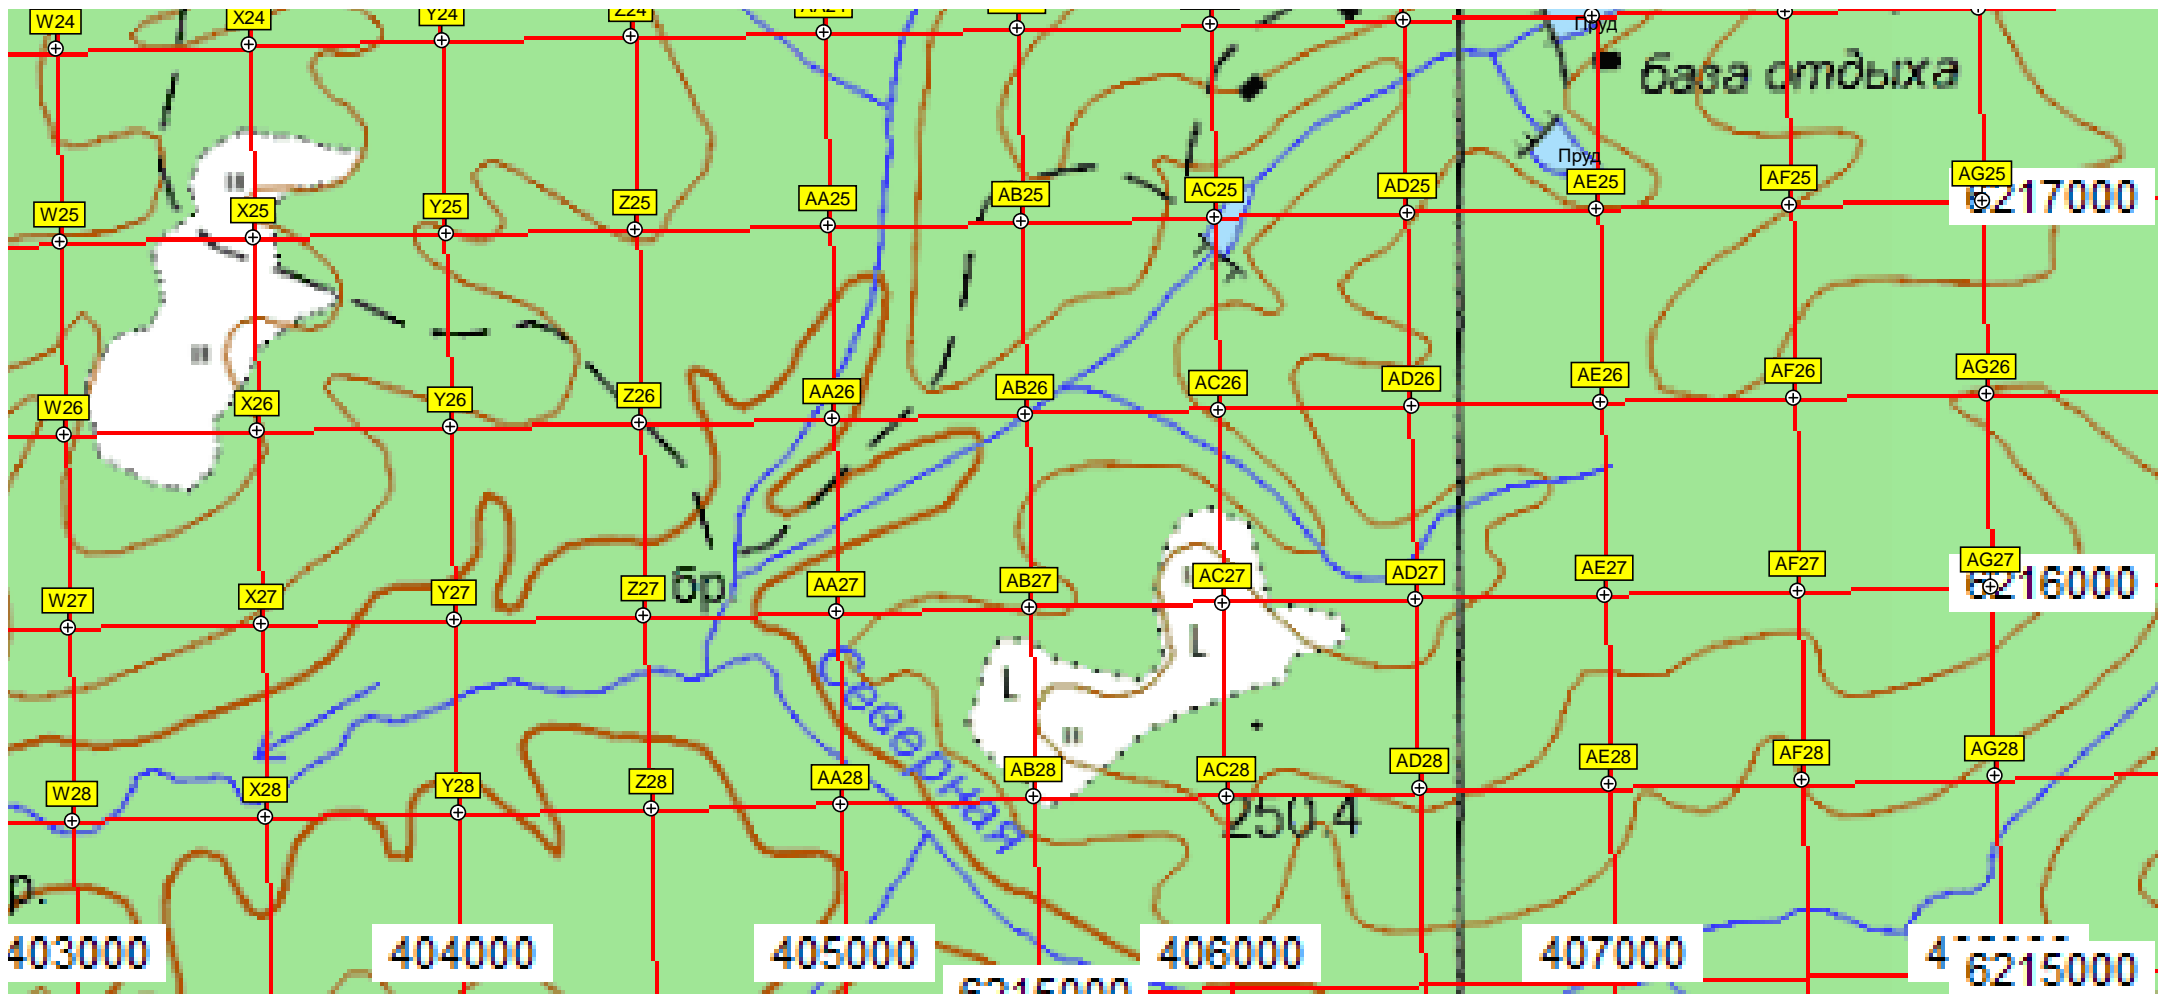 W24 X24 Y24 Z24 AA24
Пруд
база отдыха
Пруд
W25 X25 Y25 Z25 AA25 AB25 AC25 AD25 AE25 AF25 AG25
6217000
W26 X26 Y26 Z26 AA26 AB26 AC26 AD26 AE26 AF26 AG26
бр.
W27 X27 Y27 Z27 AA27 AB27 AC27 AD27 AE27 AF27 AG27
6216000
Северная
W28 X28 Y28 Z28 AA28 AB28 AC28 AD28 AE28 AF28 AG28
250.4
р.
403000 404000 405000 406000 407000
6215000
6215000